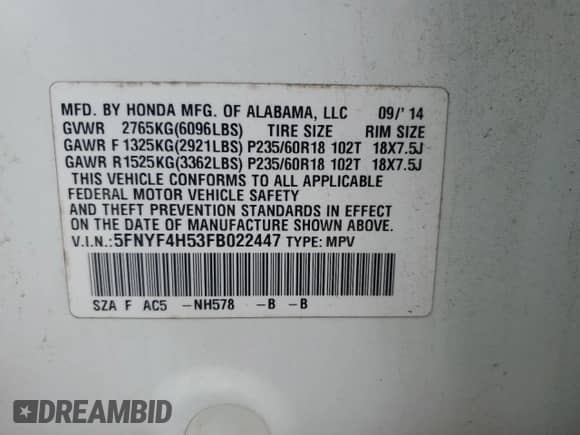 MFD. BY HONDA MFG. OF ALABAMA, LLC 09/' 14
GVWR 2765KG(6096LBS) TIRE SIZE RIM SIZE
GAWR F 1325KG(2921LBS) P235/60R18 102T 18X7.5J
GAWR R1525KG(3362LBS) P235/60R18 102T 18X7.5J
THIS VEHICLE CONFORMS TO ALL APPLICABLE
FEDERAL MOTOR VEHICLE SAFETY
AND THEFT PREVENTION STANDARDS IN EFFECT
ON THE DATE OF MANUFACTURE SHOWN ABOVE.
V.I.N.:5FNYF4H53FB022447 TYPE: MPV
SZA F AC5 -NH578 -B -B
DREAMBID